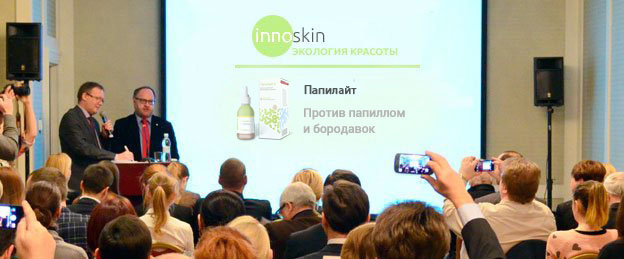 innoskin
ЭКОЛОГИЯ КРАСОТЫ
Папилайт
Против папиллом
и бородавок